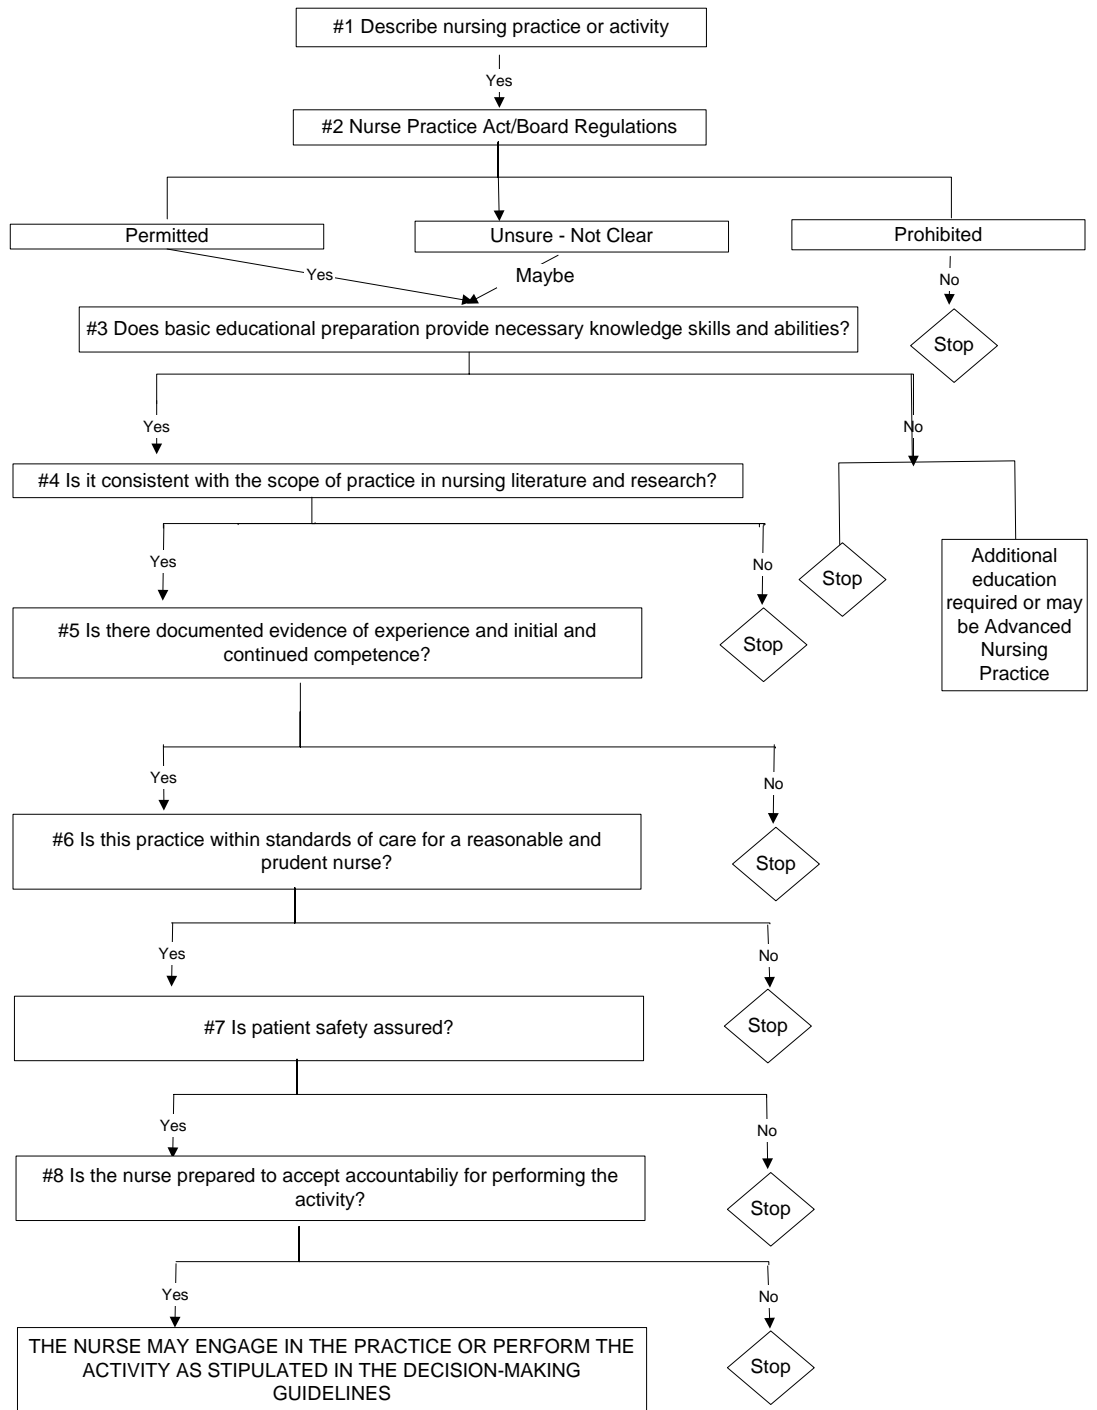 #1 Describe nursing practice or activity
Yes
#2 Nurse Practice Act/Board Regulations
Permitted
Unsure - Not Clear
Prohibited
Yes
Maybe
No
Stop
#3 Does basic educational preparation provide necessary knowledge skills and abilities?
Yes
No
#4 Is it consistent with the scope of practice in nursing literature and research?
Stop
Additional
education
required or may
be Advanced
Nursing
Practice
Yes
No
Stop
#5 Is there documented evidence of experience and initial and
continued competence?
Yes
No
Stop
#6 Is this practice within standards of care for a reasonable and
prudent nurse?
Yes
No
Stop
#7 Is patient safety assured?
Yes
No
Stop
#8 Is the nurse prepared to accept accountabiliy for performing the
activity?
Yes
No
Stop
THE NURSE MAY ENGAGE IN THE PRACTICE OR PERFORM THE
ACTIVITY AS STIPULATED IN THE DECISION-MAKING
GUIDELINES